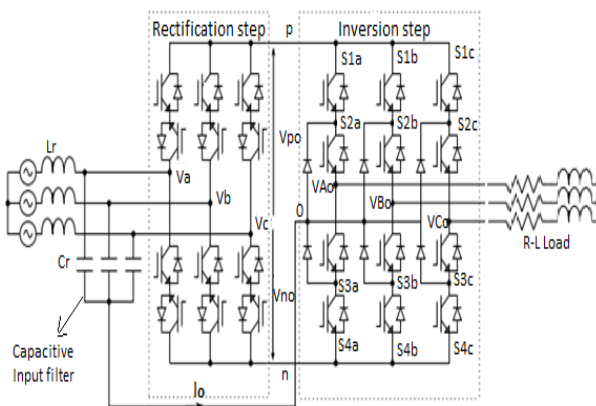 Rectification step
p
Inversion step
S1a
S1b
S1c
S2a
S2b
S2c
Vpo
Lr
Va
VAo
Vb
VBo
0
Vc
VCo
R-L Load
Cr
Vno
S3a
S3b
S3c
Capacitive
Input filter
S4a
S4b
S4c
Io
n